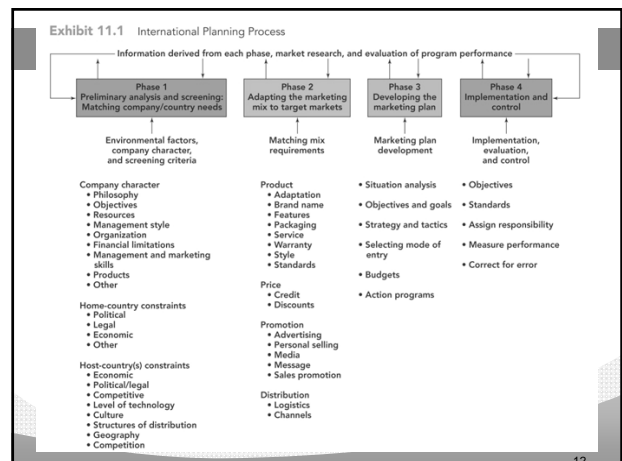 Exhibit 11.1 International Planning Process
Information derived from each phase, market research, and evaluation of program performance
Phase 1
Preliminary analysis and screening:
Matching company/country needs
Environmental factors,
company character,
and screening criteria
Company character
• Philosophy
• Objectives
• Resources
• Management style
• Organization
• Financial limitations
• Management and marketing
skills
• Products
• Other
Home-country constraints
• Political
• Legal
• Economic
• Other
Host-country(s) constraints
• Economic
• Political/legal
• Competitive
• Level of technology
• Culture
• Structures of distribution
• Geography
• Competition
Phase 2
Adapting the marketing
mix to target markets
Matching mix
requirements
Product
• Adaptation
• Brand name
• Features
• Packaging
• Service
• Warranty
• Style
• Standards
Price
• Credit
• Discounts
Promotion
• Advertising
• Personal selling
• Media
• Message
• Sales promotion
Distribution
• Logistics
• Channels
Phase 3
Developing the
marketing plan
Marketing plan
development
• Situation analysis
• Objectives and goals
• Strategy and tactics
• Selecting mode of
entry
• Budgets
• Action programs
Phase 4
Implementation and
control
Implementation,
evaluation,
and control
• Objectives
• Standards
• Assign responsibility
• Measure performance
• Correct for error